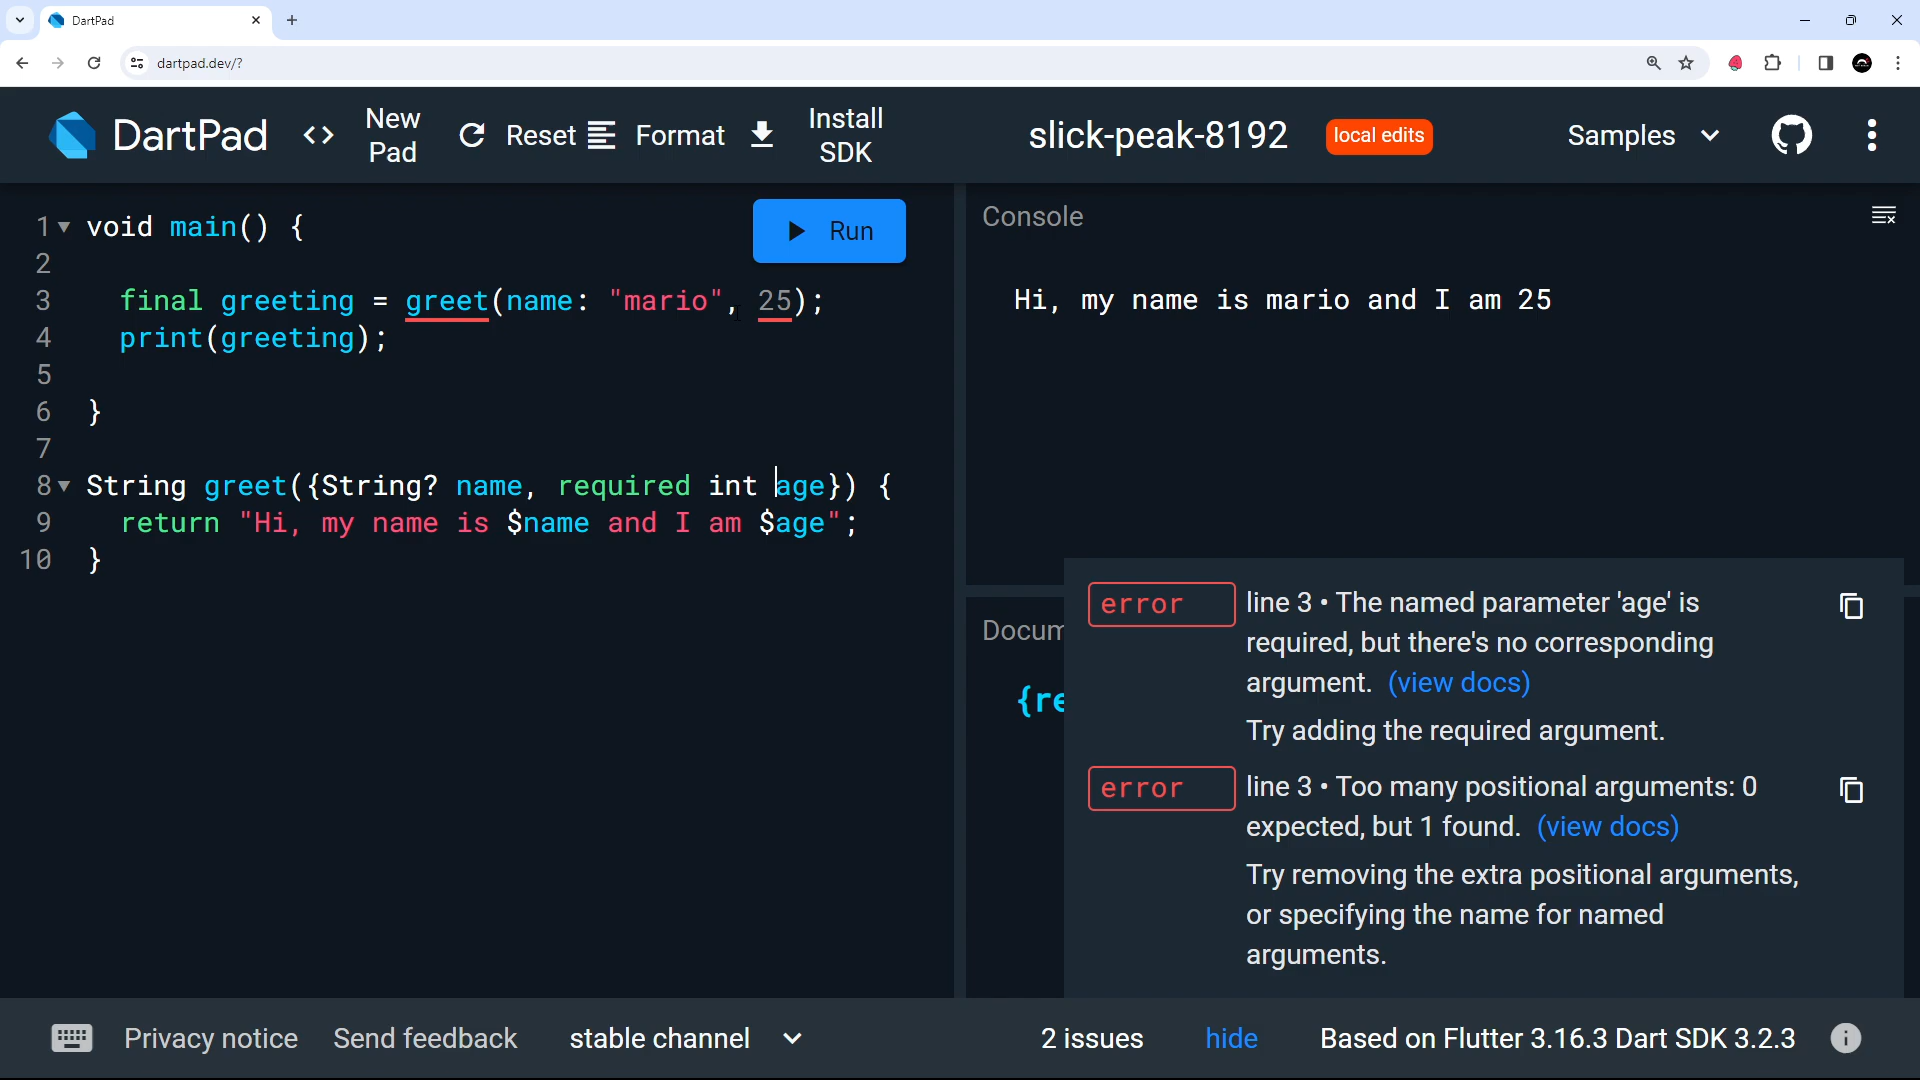 DartPad
dartpad.dev/?
DartPad
<> New Pad
Reset
Format
Install SDK
slick-peak-8192
local edits
Samples
1 void main() {
2
3 final greeting = greet(name: "mario", 25);
4 print(greeting);
5
6 }
7
8 String greet({String? name, required int age}) {
9 return "Hi, my name is $name and I am $age";
10 }
Run
Console
Hi, my name is mario and I am 25
Docum
{re
error
line 3 • The named parameter 'age' is
required, but there's no corresponding
argument. (view docs)
Try adding the required argument.
error
line 3 • Too many positional arguments: 0
expected, but 1 found. (view docs)
Try removing the extra positional arguments,
or specifying the name for named
arguments.
Privacy notice
Send feedback
stable channel
2 issues
hide
Based on Flutter 3.16.3 Dart SDK 3.2.3